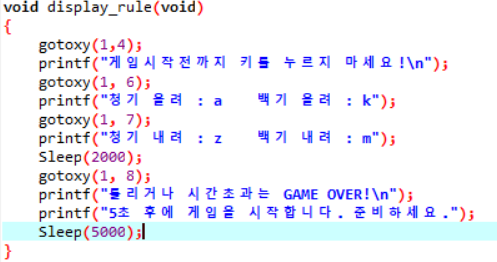 void display_rule(void)
{
gotoxy(1,4);
printf("게임시작전까지 키를 누르지 마세요!\n");
gotoxy(1, 6);
printf("청기 올려 : a    백기 올려 : k");
gotoxy(1, 7);
printf("청기 내려 : z    백기 내려 : m");
Sleep(2000);
gotoxy(1, 8);
printf("틀리거나 시간초과는 GAME OVER!\n");
printf("5초 후에 게임을 시작합니다. 준비하세요.");
Sleep(5000);
}